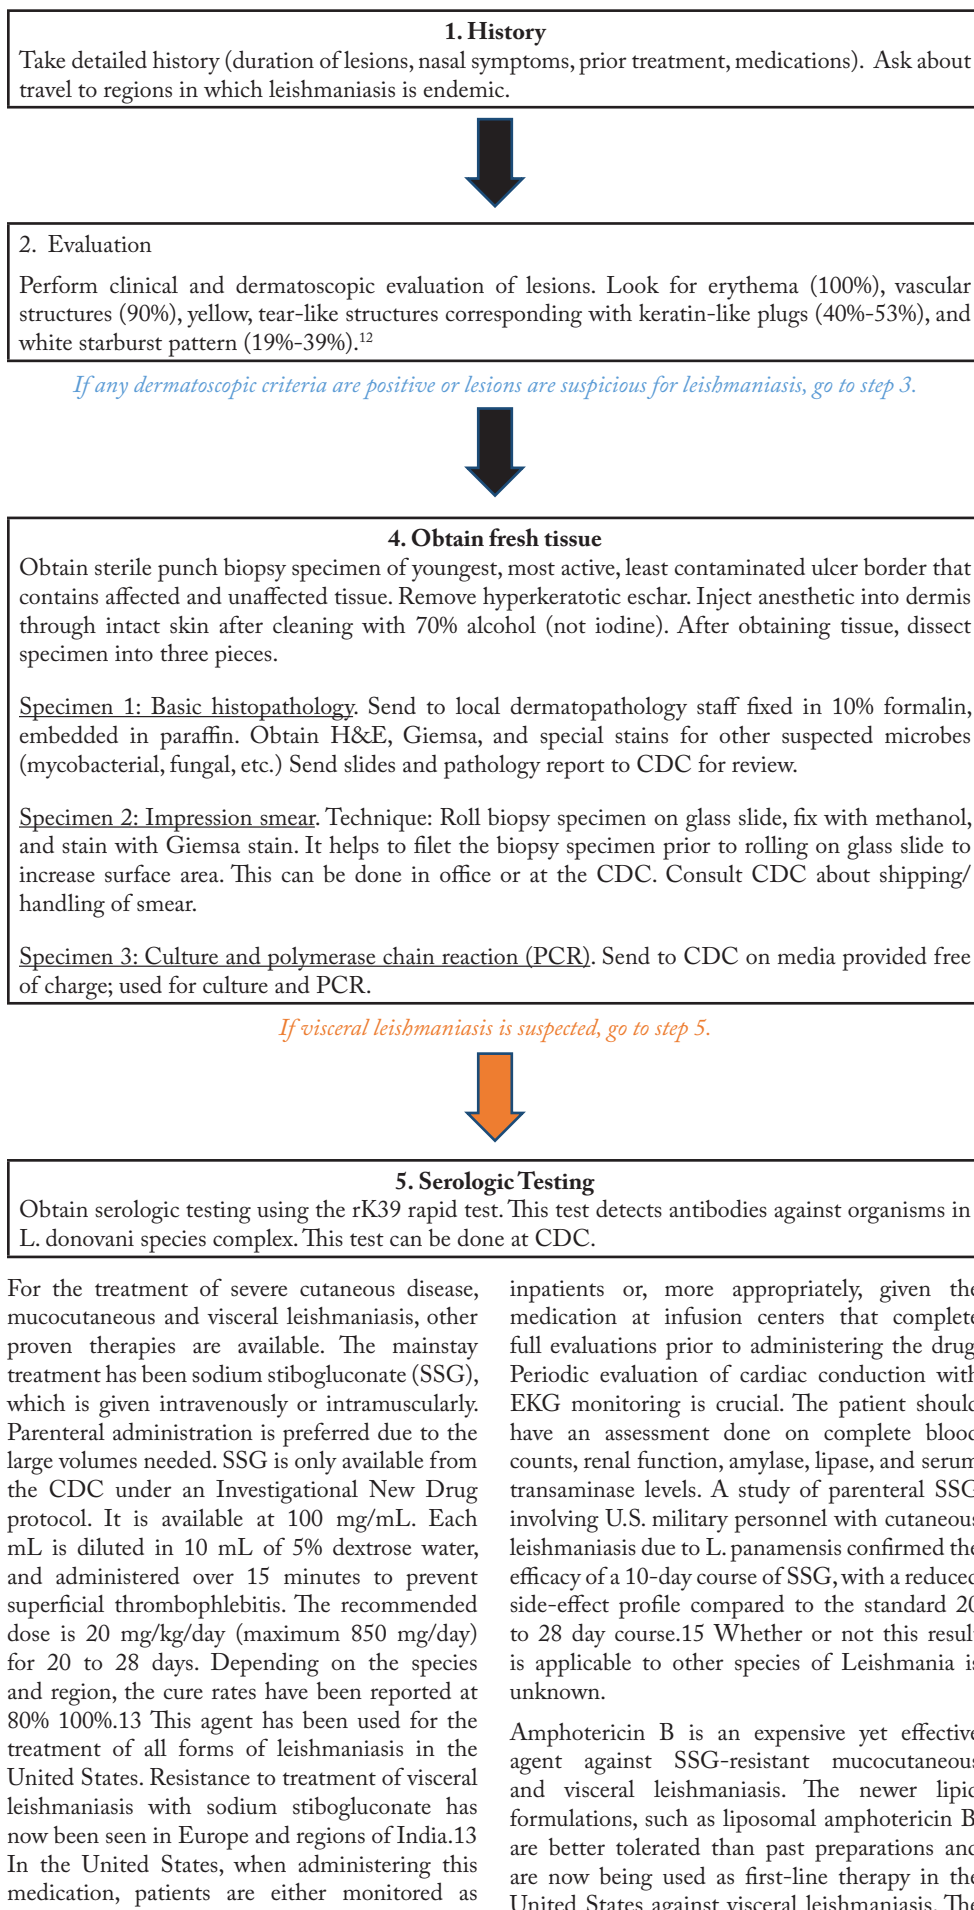 1. History
Take detailed history (duration of lesions, nasal symptoms, prior treatment, medications). Ask about
travel to regions in which leishmaniasis is endemic.
2. Evaluation
Perform clinical and dermatoscopic evaluation of lesions. Look for erythema (100%), vascular
structures (90%), yellow, tear-like structures corresponding with keratin-like plugs (40%-53%), and
white starburst pattern (19%-39%).12
If any dermatoscopic criteria are positive or lesions are suspicious for leishmaniasis, go to step 3.
4. Obtain fresh tissue
Obtain sterile punch biopsy specimen of youngest, most active, least contaminated ulcer border that
contains affected and unaffected tissue. Remove hyperkeratotic eschar. Inject anesthetic into dermis
through intact skin after cleaning with 70% alcohol (not iodine). After obtaining tissue, dissect
specimen into three pieces.
Specimen 1: Basic histopathology. Send to local dermatopathology staff fixed in 10% formalin,
embedded in paraffin. Obtain H&E, Giemsa, and special stains for other suspected microbes
(mycobacterial, fungal, etc.) Send slides and pathology report to CDC for review.
Specimen 2: Impression smear. Technique: Roll biopsy specimen on glass slide, fix with methanol,
and stain with Giemsa stain. It helps to filet the biopsy specimen prior to rolling on glass slide to
increase surface area. This can be done in office or at the CDC. Consult CDC about shipping/
handling of smear.
Specimen 3: Culture and polymerase chain reaction (PCR). Send to CDC on media provided free
of charge; used for culture and PCR.
If visceral leishmaniasis is suspected, go to step 5.
5. Serologic Testing
Obtain serologic testing using the rK39 rapid test. This test detects antibodies against organisms in
L. donovani species complex. This test can be done at CDC.
For the treatment of severe cutaneous disease,
mucocutaneous and visceral leishmaniasis, other
proven therapies are available. The mainstay
treatment has been sodium stibogluconate (SSG),
which is given intravenously or intramuscularly.
Parenteral administration is preferred due to the
large volumes needed. SSG is only available from
the CDC under an Investigational New Drug
protocol. It is available at 100 mg/mL. Each
mL is diluted in 10 mL of 5% dextrose water,
and administered over 15 minutes to prevent
superficial thrombophlebitis. The recommended
dose is 20 mg/kg/day (maximum 850 mg/day)
for 20 to 28 days. Depending on the species
and region, the cure rates have been reported at
80% 100%.13 This agent has been used for the
treatment of all forms of leishmaniasis in the
United States. Resistance to treatment of visceral
leishmaniasis with sodium stibogluconate has
now been seen in Europe and regions of India.13
In the United States, when administering this
medication, patients are either monitored as
inpatients or, more appropriately, given the
medication at infusion centers that complete
full evaluations prior to administering the drug.
Periodic evaluation of cardiac conduction with
EKG monitoring is crucial. The patient should
have an assessment done on complete blood
counts, renal function, amylase, lipase, and serum
transaminase levels. A study of parenteral SSG
involving U.S. military personnel with cutaneous
leishmaniasis due to L. panamensis confirmed the
efficacy of a 10-day course of SSG, with a reduced
side-effect profile compared to the standard 20
to 28 day course.15 Whether or not this result
is applicable to other species of Leishmania is
unknown.
Amphotericin B is an expensive yet effective
agent against SSG-resistant mucocutaneous
and visceral leishmaniasis. The newer lipid
formulations, such as liposomal amphotericin B
are better tolerated than past preparations and
are now being used as first-line therapy in the
United States against visceral leishmaniasis. The